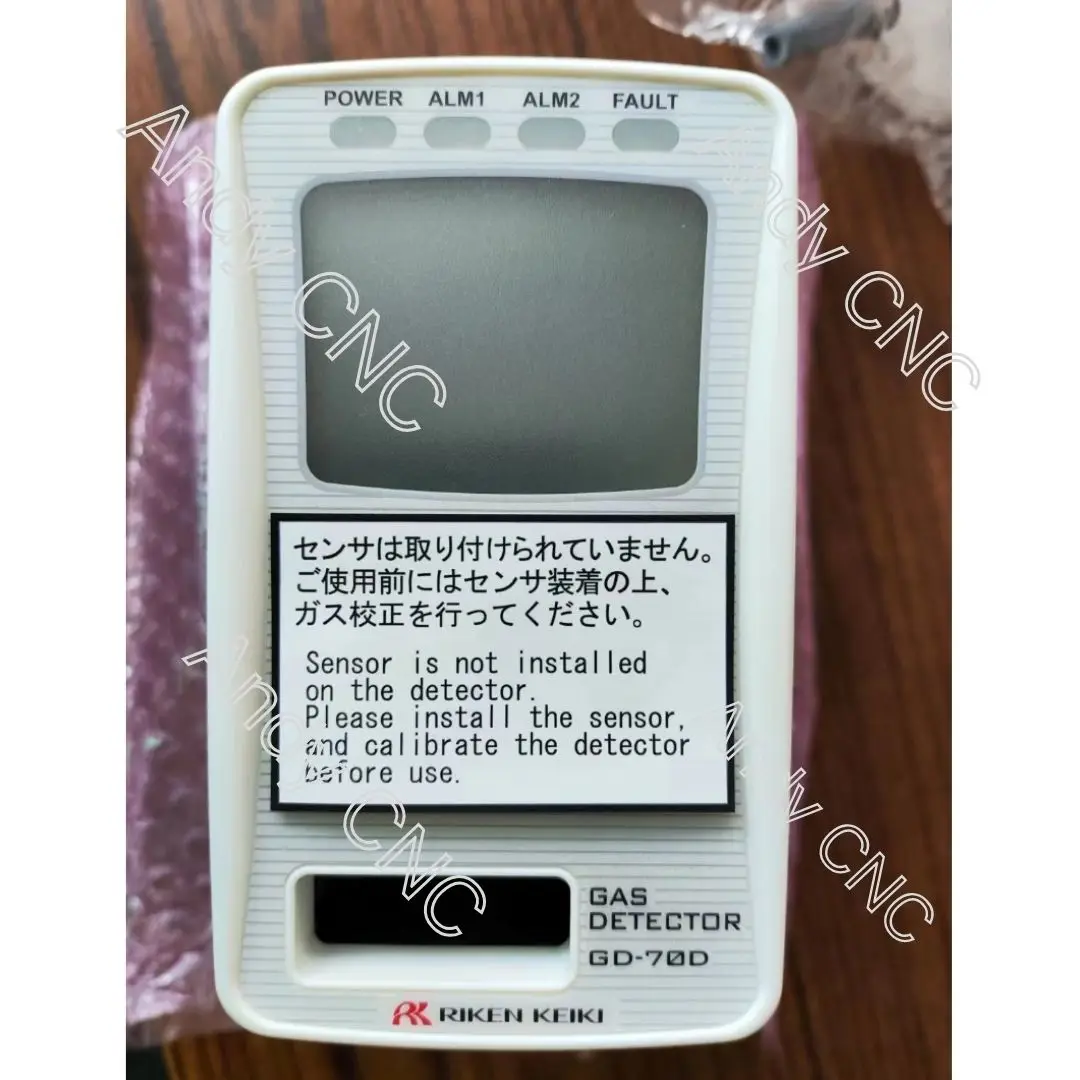 POWER ALM1 ALM2 FAULT
Andy CNC
Andy CNC
センサは取り付けられていません。
ご使用前にはセンサ装着の上、
ガス校正を行ってください。
Sensor is not installed
on the detector.
Please install the sensor,
and calibrate the detector
before use.
Andy CNC
Andy CNC
GAS
DETECTOR
GD-70D
RIKEN KEIKI